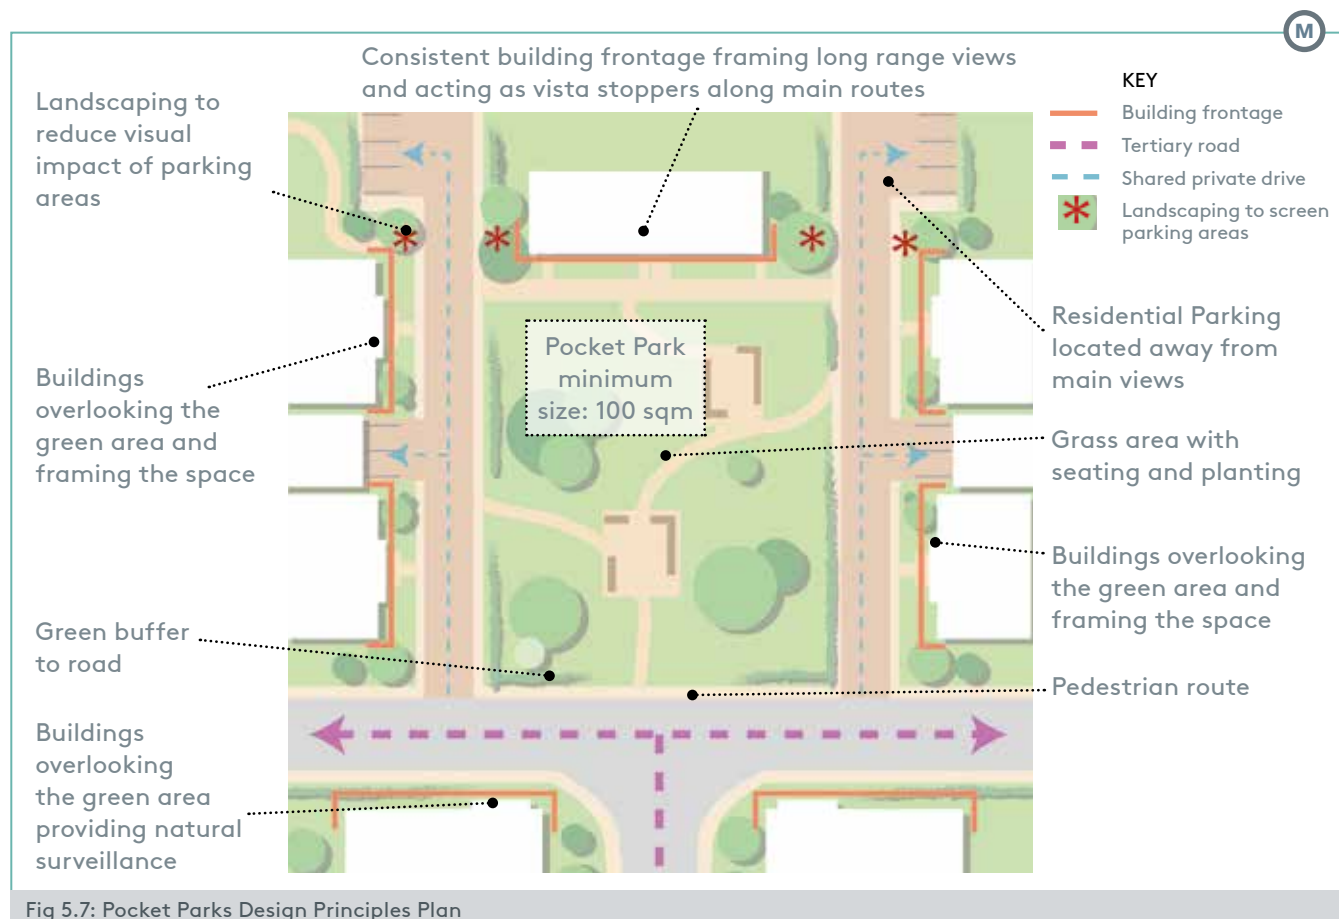 M
Consistent building frontage framing long range views
and acting as vista stoppers along main routes
Landscaping to
reduce visual
impact of parking
areas
KEY
Building frontage
Tertiary road
Shared private drive
Landscaping to screen
parking areas
Residential Parking
located away from
main views
Pocket Park
minimum
size: 100 sqm
Buildings
overlooking the
green area and
framing the space
Grass area with
seating and planting
Buildings overlooking
the green area and
framing the space
Green buffer
to road
Pedestrian route
Buildings
overlooking
the green area
providing natural
surveillance
Fig 5.7: Pocket Parks Design Principles Plan